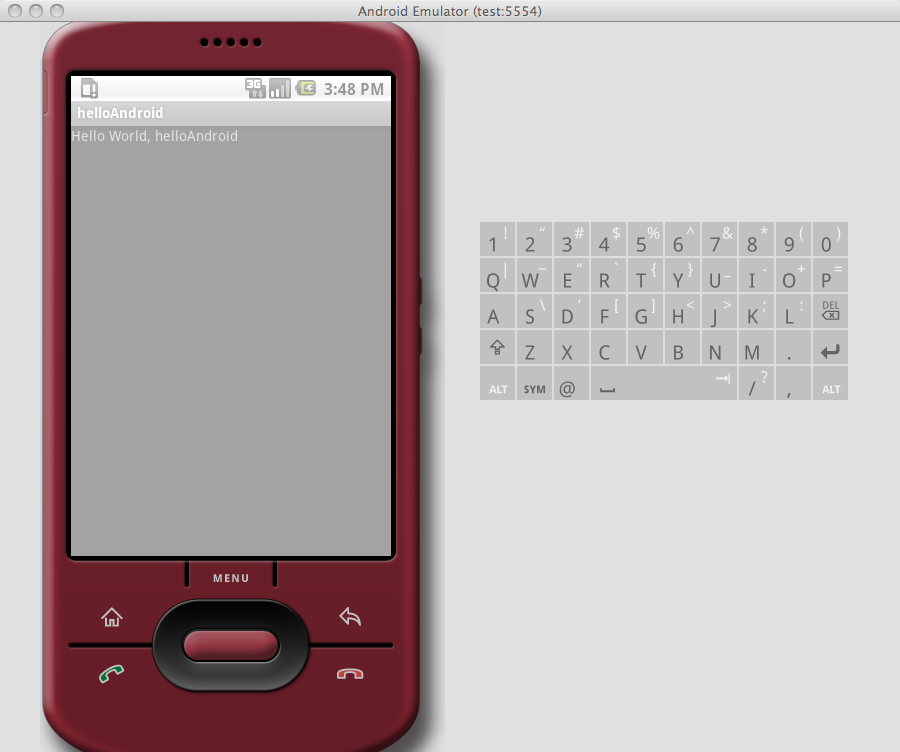 Android Emulator (test:5554)
3G 3:48 PM
helloAndroid
Hello World, helloAndroid
MENU
1 ! 2 “ 3 # 4 $ 5 % 6 ^ 7 & 8 * 9 ( 0 )
Q | W ~ E “ R ` T { Y } U _ I - O + P =
A S \ D ‘ F [ G ] H < J > K ; L : DEL
Z X C V B N M .
ALT SYM @ / ? , ALT